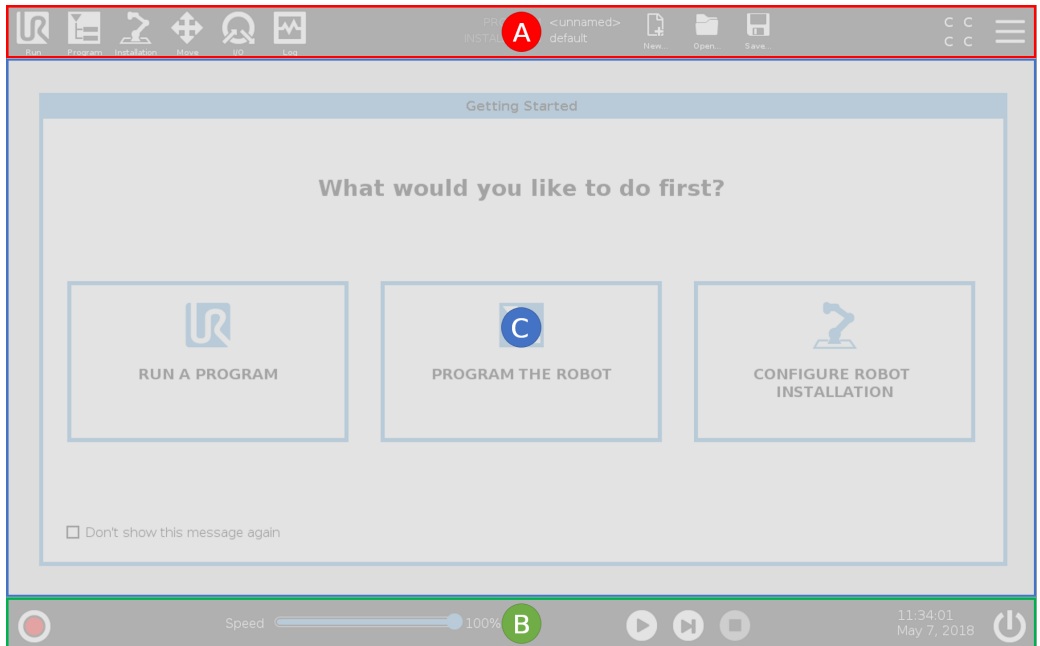 Run Program Installation Move I/O Log
<unnamed>
default
New... Open... Save...
C C
C C
A
Getting Started
What would you like to do first?
RUN A PROGRAM
C
PROGRAM THE ROBOT
CONFIGURE ROBOT
INSTALLATION
Don't show this message again
Speed 100%
B
11:34:01
May 7, 2018